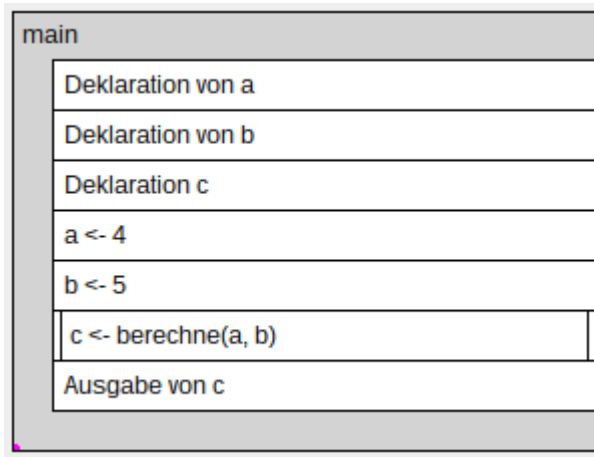 main
Deklaration von a
Deklaration von b
Deklaration c
a <- 4
b <- 5
c <- berechne(a, b)
Ausgabe von c